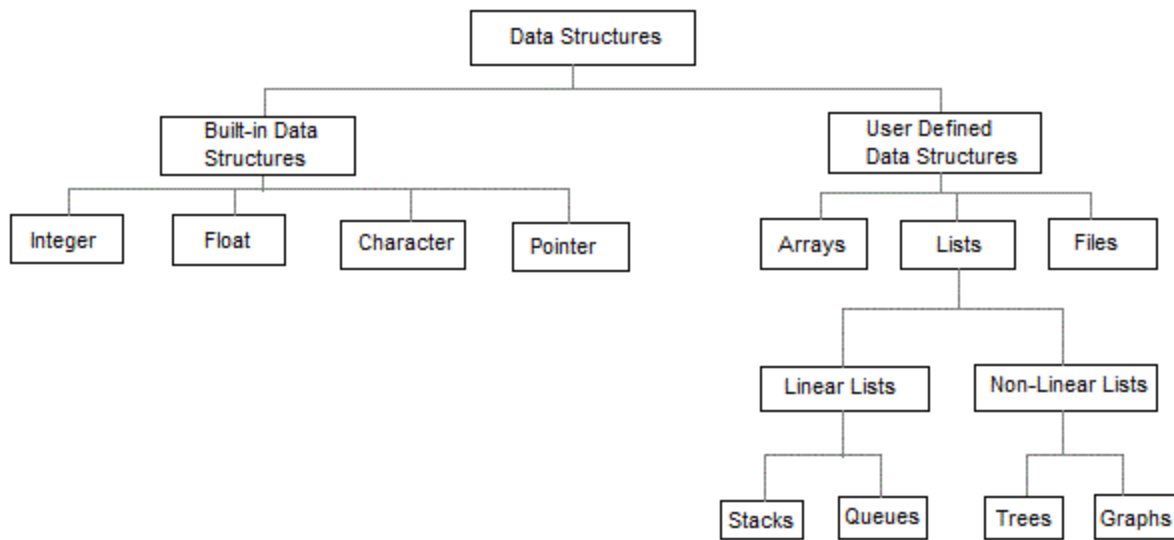 Data Structures
Built-in Data
Structures
User Defined
Data Structures
Integer
Float
Character
Pointer
Arrays
Lists
Files
Linear Lists
Non-Linear Lists
Stacks
Queues
Trees
Graphs